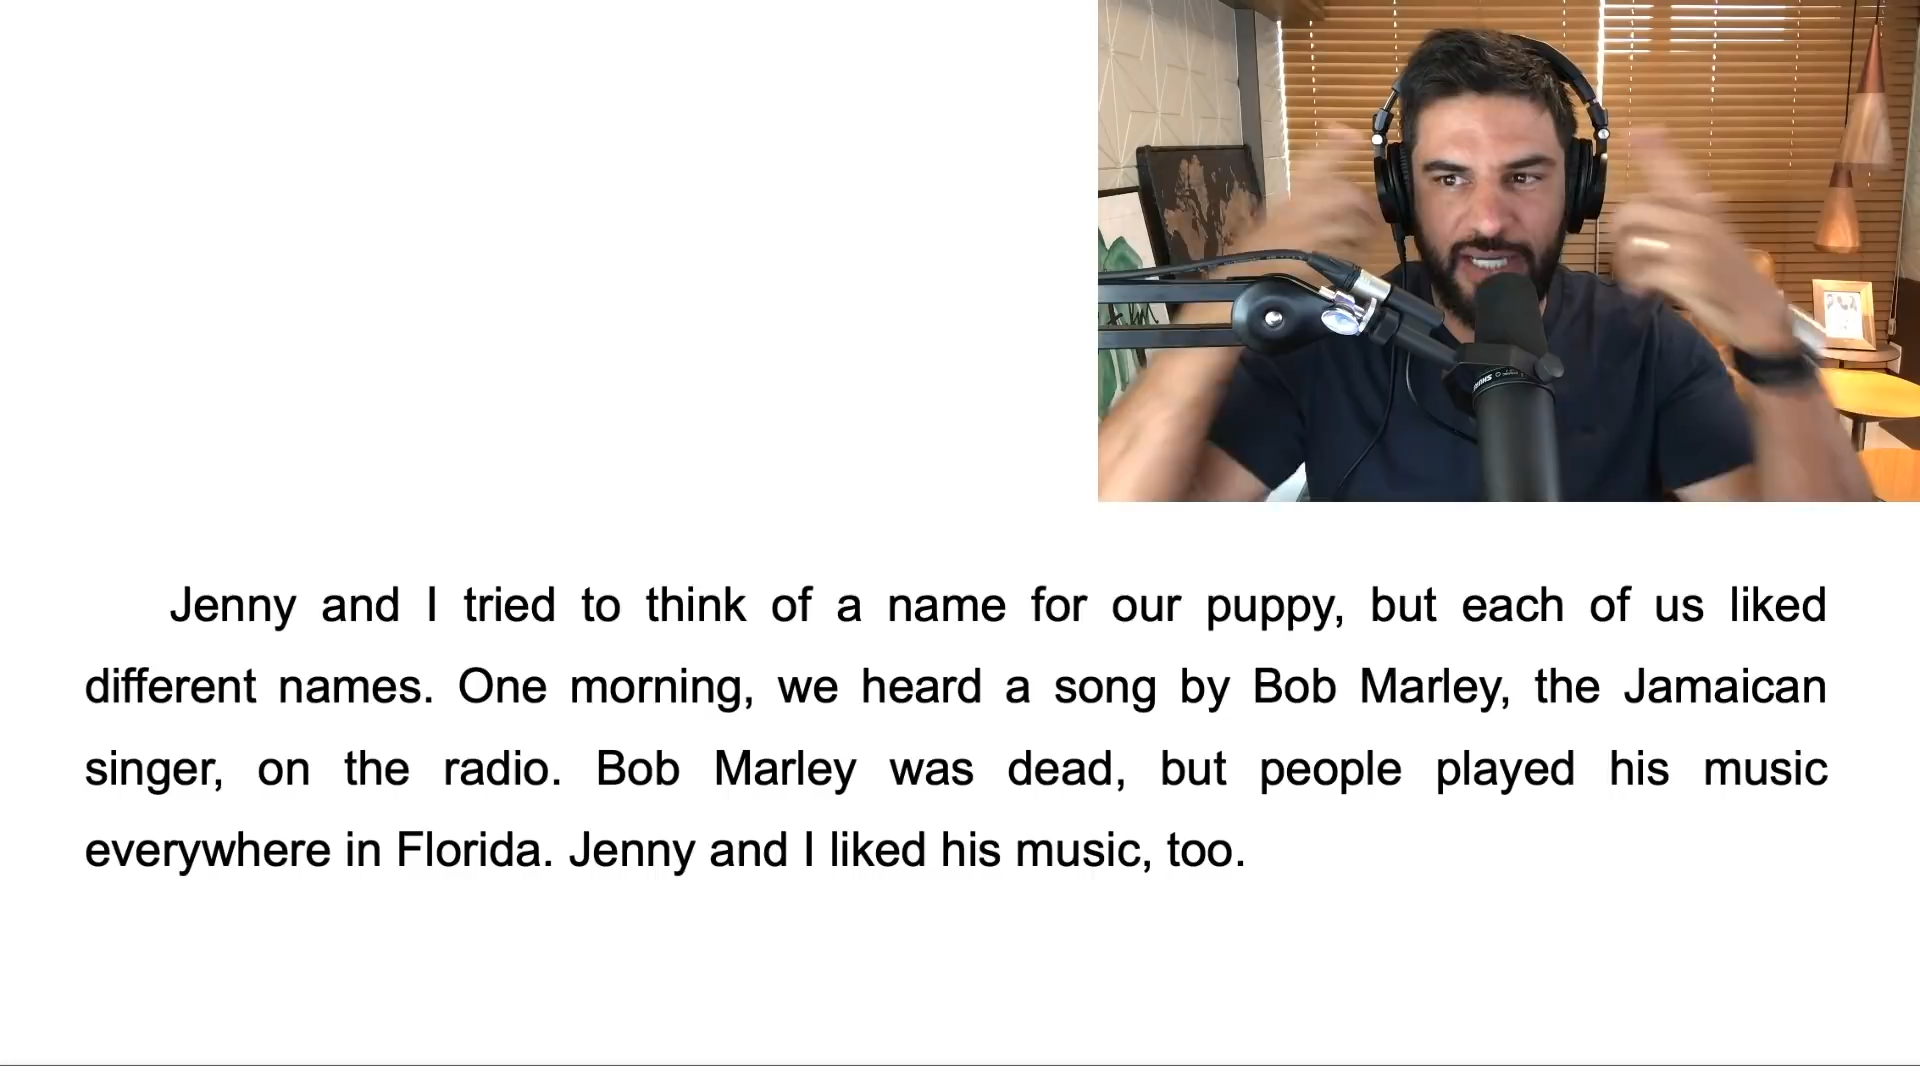 Jenny and I tried to think of a name for our puppy, but each of us liked
different names. One morning, we heard a song by Bob Marley, the Jamaican
singer, on the radio. Bob Marley was dead, but people played his music
everywhere in Florida. Jenny and I liked his music, too.